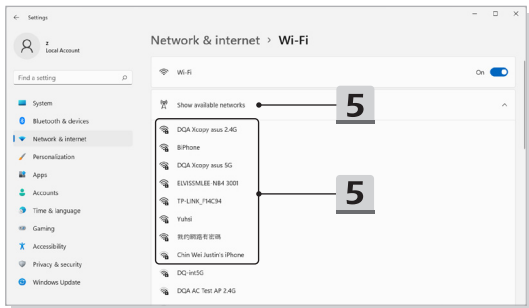 Settings
z
Local Account
Find a setting
System
Bluetooth & devices
Network & internet
Personalization
Apps
Accounts
Time & language
Gaming
Accessibility
Privacy & security
Windows Update
Network & internet > Wi-Fi
Wi-Fi
On
Show available networks
5
DQA Xcopy asus 2.4G
BiPhone
DQA Xcopy asus 5G
ELVISSMLEE-NB4 3001
TP-LINK_F14C94
Yuhsi
我的網路有密碼
Chin Wei Justin's iPhone
5
DQ-int5G
DQA AC Test AP 2.4G